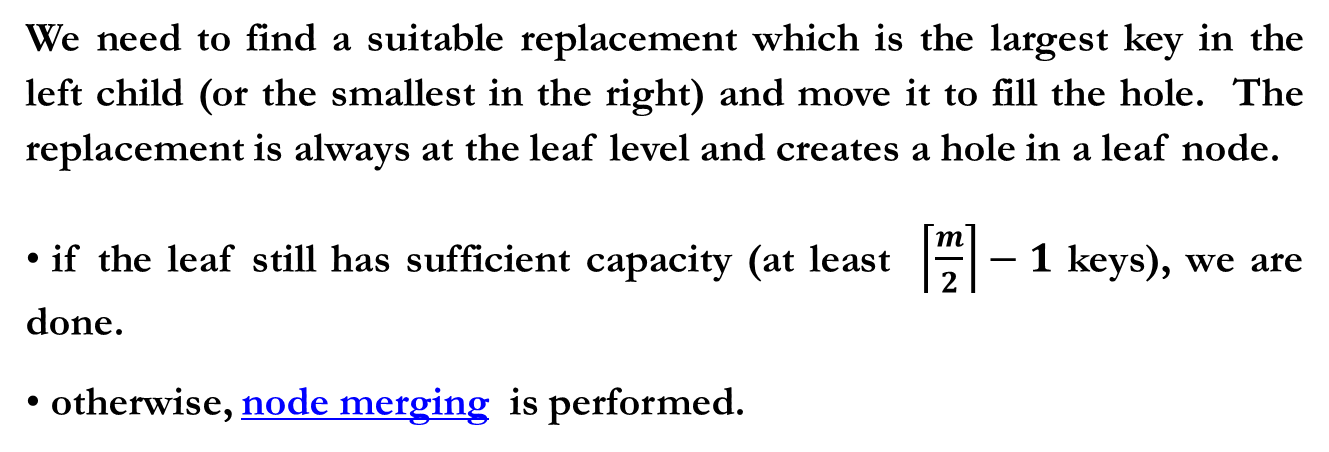 We need to find a suitable replacement which is the largest key in the
left child (or the smallest in the right) and move it to fill the hole. The
replacement is always at the leaf level and creates a hole in a leaf node.
• if the leaf still has sufficient capacity (at least ⌈m/2⌉ − 1 keys), we are
done.
• otherwise, node merging is performed.